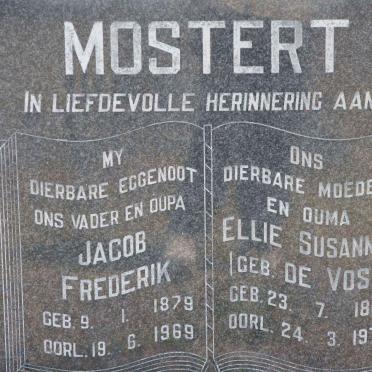 MOSTERT
IN LIEFDEVOLLE HERINNERING AAN
MY
DIERBARE EGGENOOT
ONS VADER EN OUPA
JACOB
FREDERIK
GEB. 9. 1. 1879
OORL. 19. 6 1969
ONS
DIERBARE MOEDE
EN OUMA
ELLIE SUSANN
(GEB. DE VOS
GEB. 23. 7. 18
OORL. 24. 3. 197